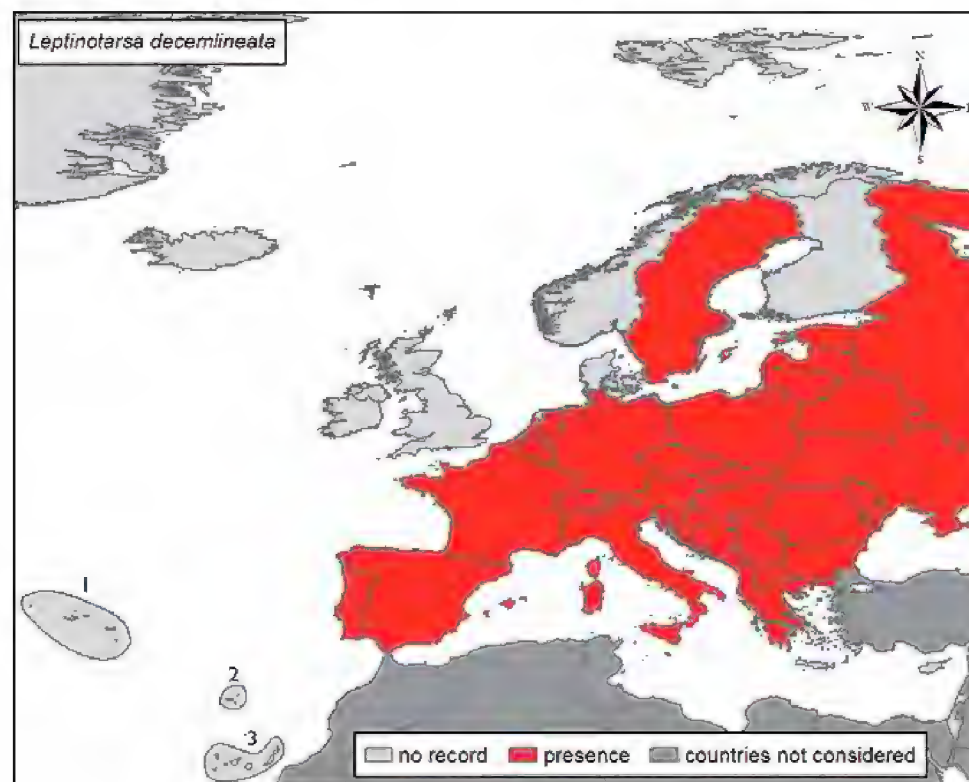 Leptinotarsa decemlineata
N
W
E
S
1
2
3
no record presence countries not considered